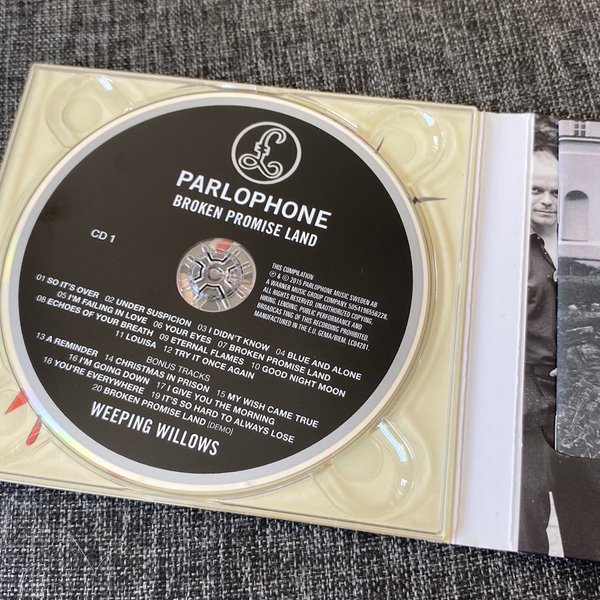 £
PARLOPHONE
BROKEN PROMISE LAND
CD 1
THIS COMPILATION
℗ & © 2015 PARLOPHONE MUSIC SWEDEN AB
A WARNER MUSIC GROUP COMPANY. 5054196556228.
ALL RIGHTS RESERVED. UNAUTHORIZED COPYING,
HIRING, LENDING, PUBLIC PERFORMANCE AND
BROADCAS TING OF THIS RECORDING PROHIBITED.
MANUFACTURED IN THE E.U. GEMA/BIEM. LC04281.
01 SO IT'S OVER 02 UNDER SUSPICION 03 I DIDN'T KNOW 04 BLUE AND ALONE
05 I'M FALLING IN LOVE 06 YOUR EYES 07 BROKEN PROMISE LAND
08 ECHOES OF YOUR BREATH 09 ETERNAL FLAMES 10 GOOD NIGHT MOON
11 LOUISA 12 TRY IT ONCE AGAIN
BONUS TRACKS
13 A REMINDER 14 CHRISTMAS IN PRISON 15 MY WISH CAME TRUE
16 I'M GOING DOWN 17 I GIVE YOU THE MORNING
18 YOU'RE EVERYWHERE 19 IT'S SO HARD TO ALWAYS LOSE
20 BROKEN PROMISE LAND [DEMO]
WEEPING WILLOWS